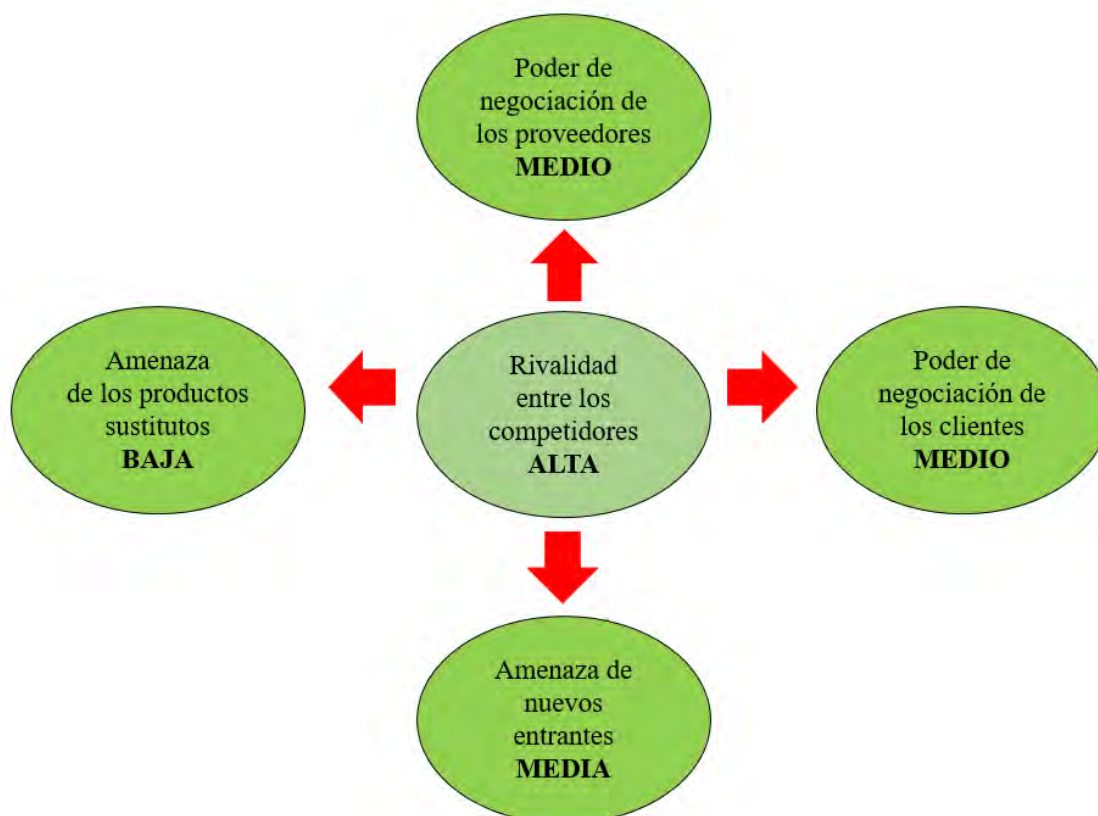 Poder de
negociación de
los proveedores
MEDIO
Amenaza
de los productos
sustitutos
BAJA
Rivalidad
entre los
competidores
ALTA
Poder de
negociación de
los clientes
MEDIO
Amenaza de
nuevos
entrantes
MEDIA